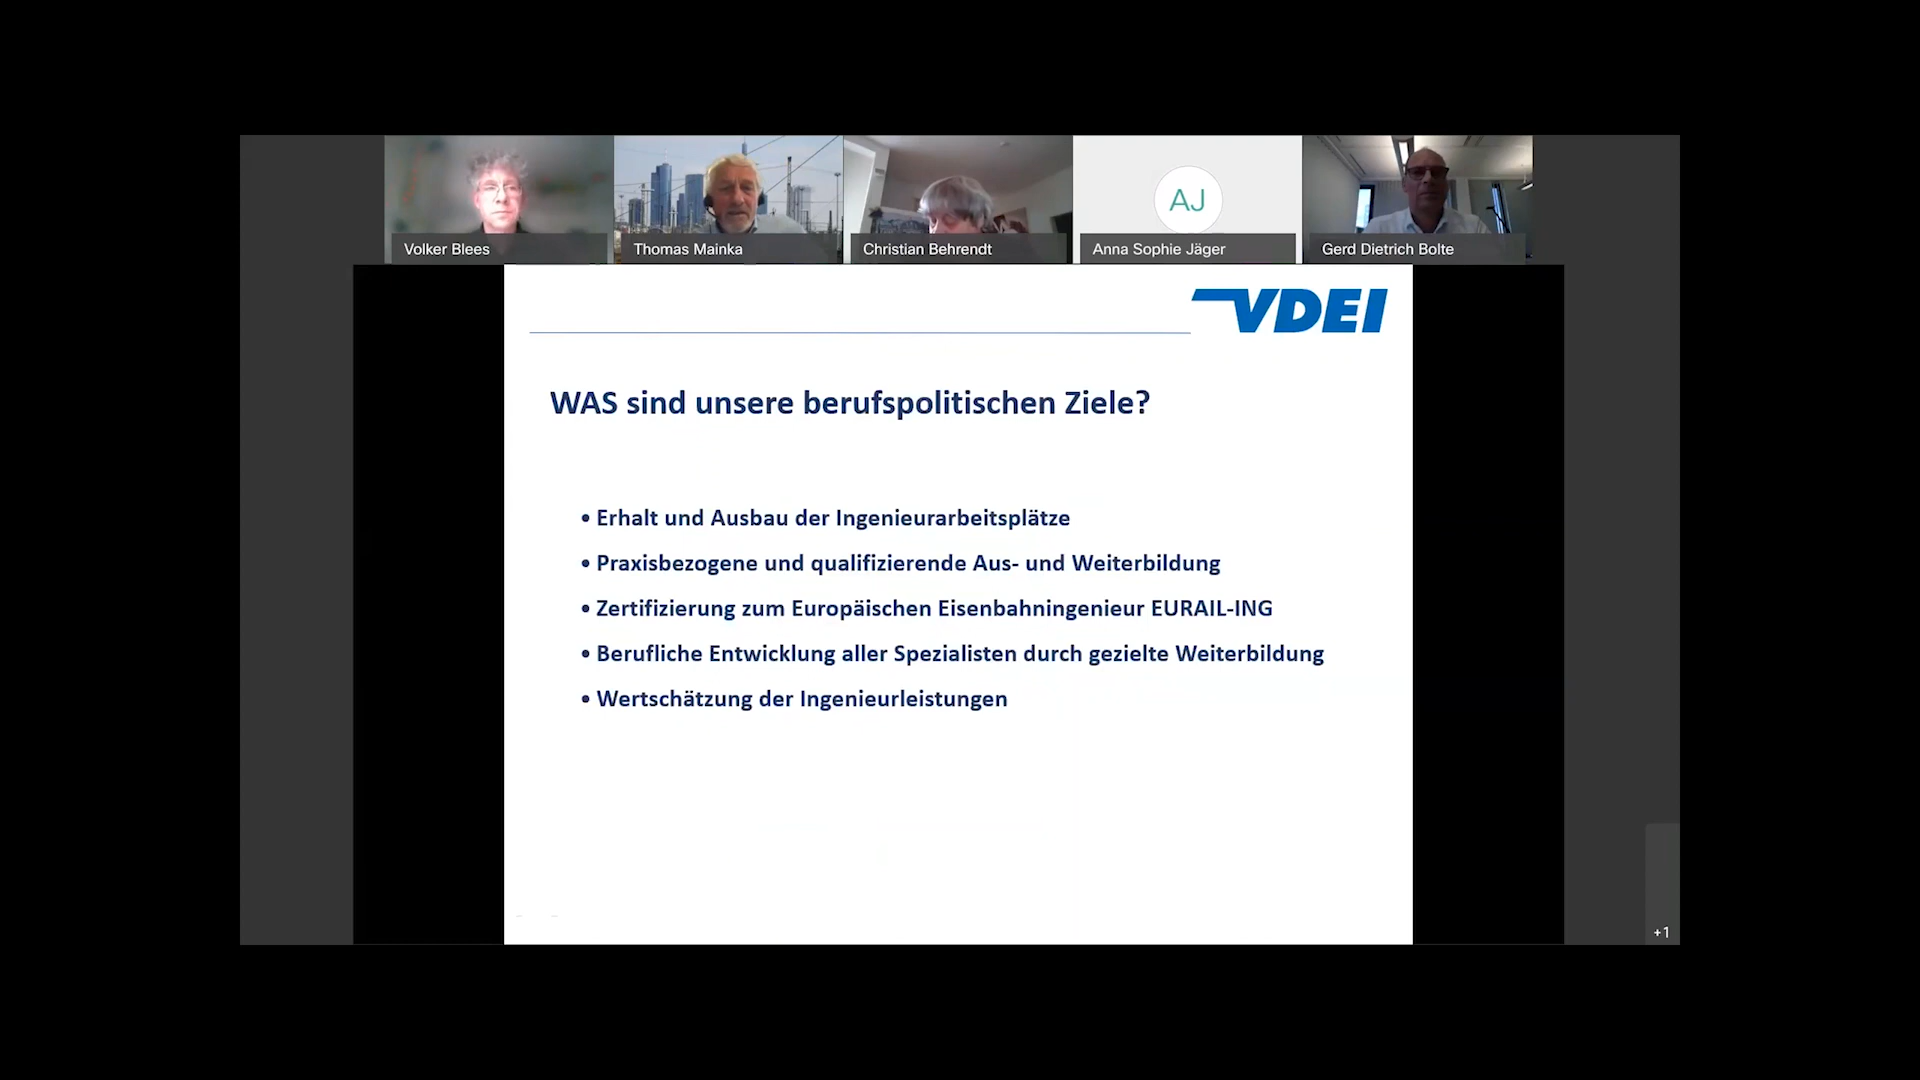 Volker Blees
Thomas Mainka
Christian Behrendt
AJ
Anna Sophie Jäger
Gerd Dietrich Bolte
VDEI
WAS sind unsere berufspolitischen Ziele?
• Erhalt und Ausbau der Ingenieurarbeitsplätze
• Praxisbezogene und qualifizierende Aus- und Weiterbildung
• Zertifizierung zum Europäischen Eisenbahningenieur EURAIL-ING
• Berufliche Entwicklung aller Spezialisten durch gezielte Weiterbildung
• Wertschätzung der Ingenieurleistungen
+1